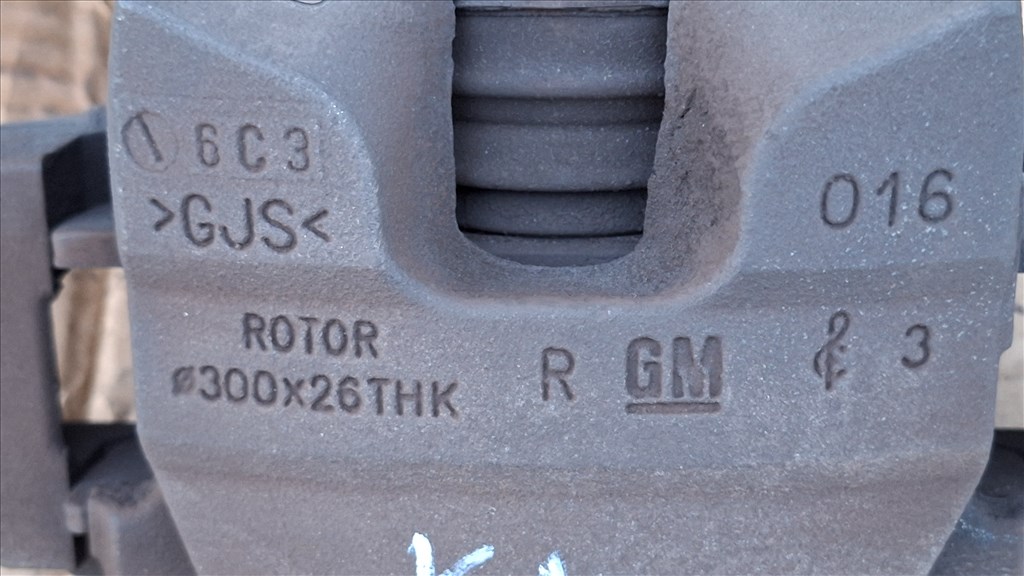 6C3
>GJS<
016
ROTOR
ø300x26THK
R GM 3